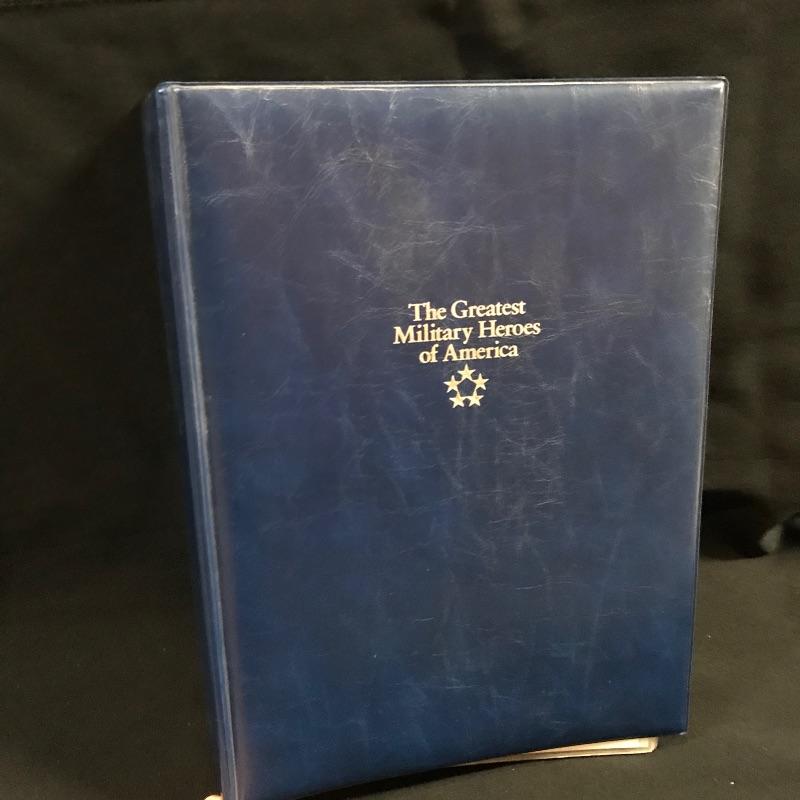 The Greatest
Military Heroes
of America